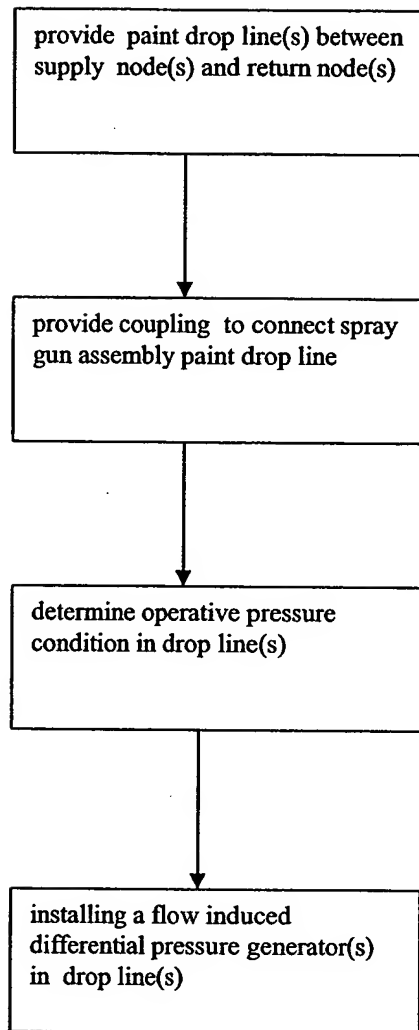 provide paint drop line(s) between
supply node(s) and return node(s)
provide coupling to connect spray
gun assembly paint drop line
determine operative pressure
condition in drop line(s)
installing a flow induced
differential pressure generator(s)
in drop line(s)